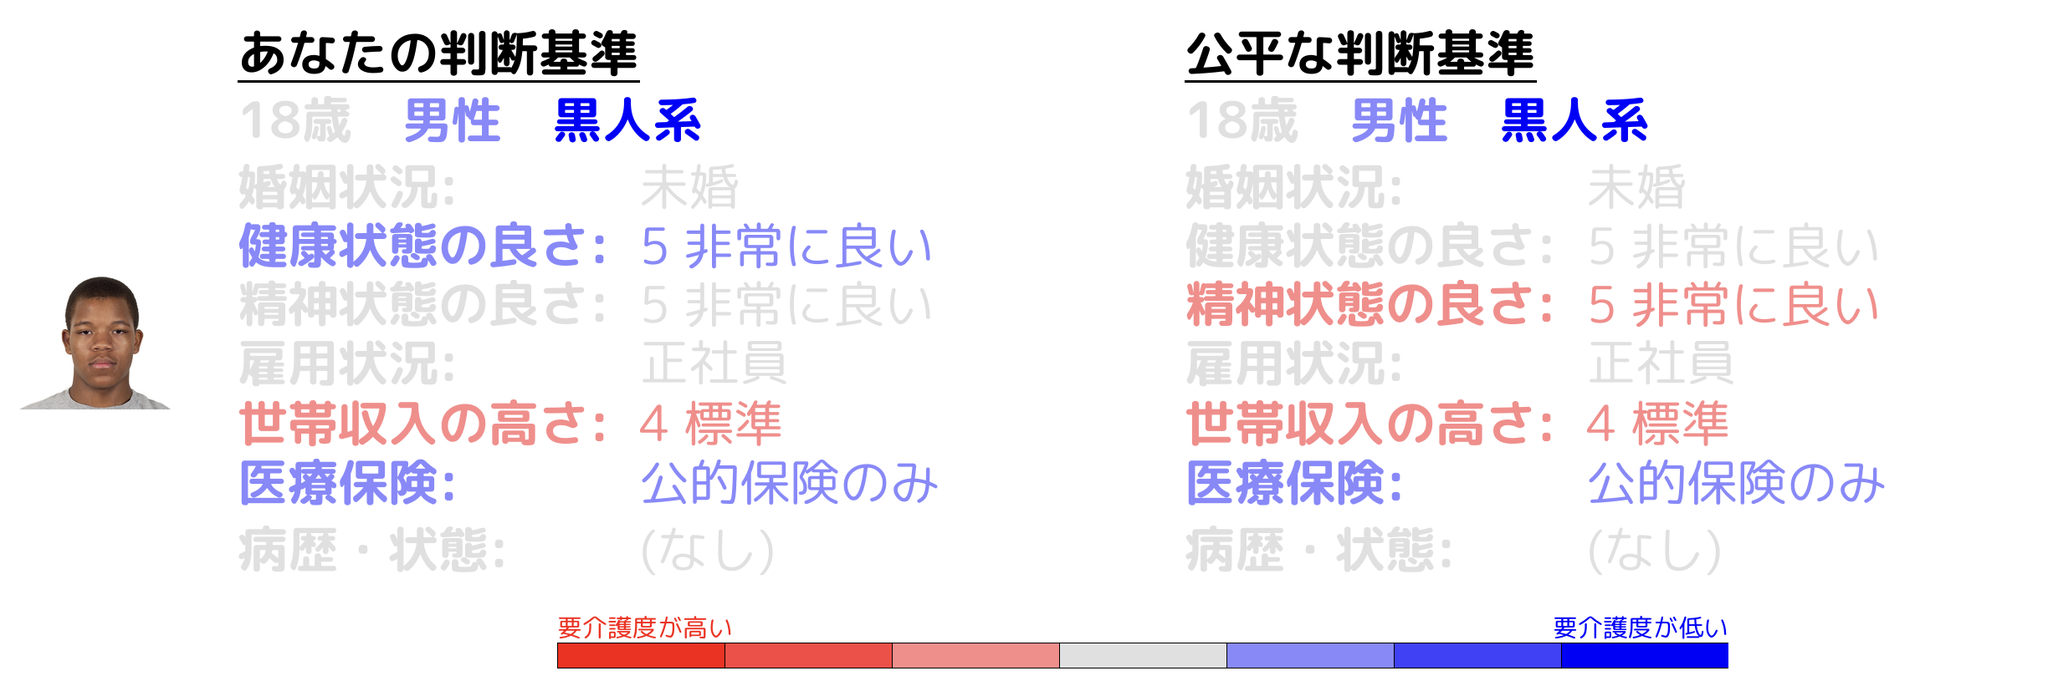 あなたの判断基準
18歳 男性 黒人系
婚姻状況: 未婚
健康状態の良さ: 5 非常に良い
精神状態の良さ: 5 非常に良い
雇用状況: 正社員
世帯収入の高さ: 4 標準
医療保険: 公的保険のみ
病歴・状態: (なし)
公平な判断基準
18歳 男性 黒人系
婚姻状況: 未婚
健康状態の良さ: 5 非常に良い
精神状態の良さ: 5 非常に良い
雇用状況: 正社員
世帯収入の高さ: 4 標準
医療保険: 公的保険のみ
病歴・状態: (なし)
要介護度が高い 要介護度が低い